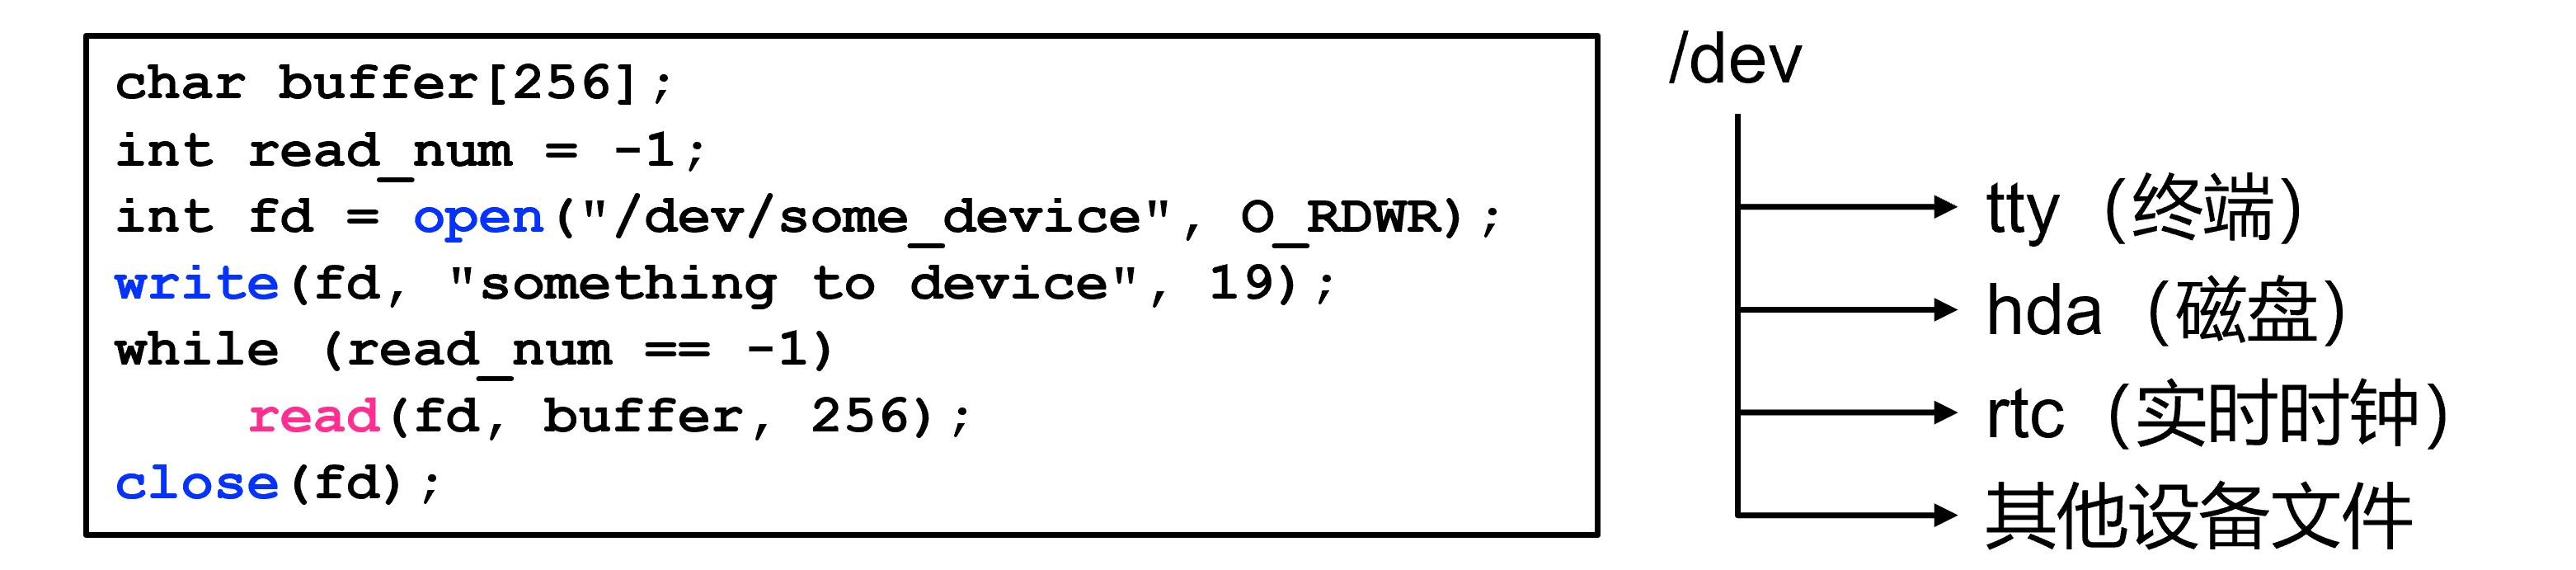 char buffer[256];
int read_num = -1;
int fd = open("/dev/some_device", O_RDWR);
write(fd, "something to device", 19);
while (read_num == -1)
    read(fd, buffer, 256);
close(fd);
/dev
tty（终端）
hda（磁盘）
rtc（实时时钟）
其他设备文件